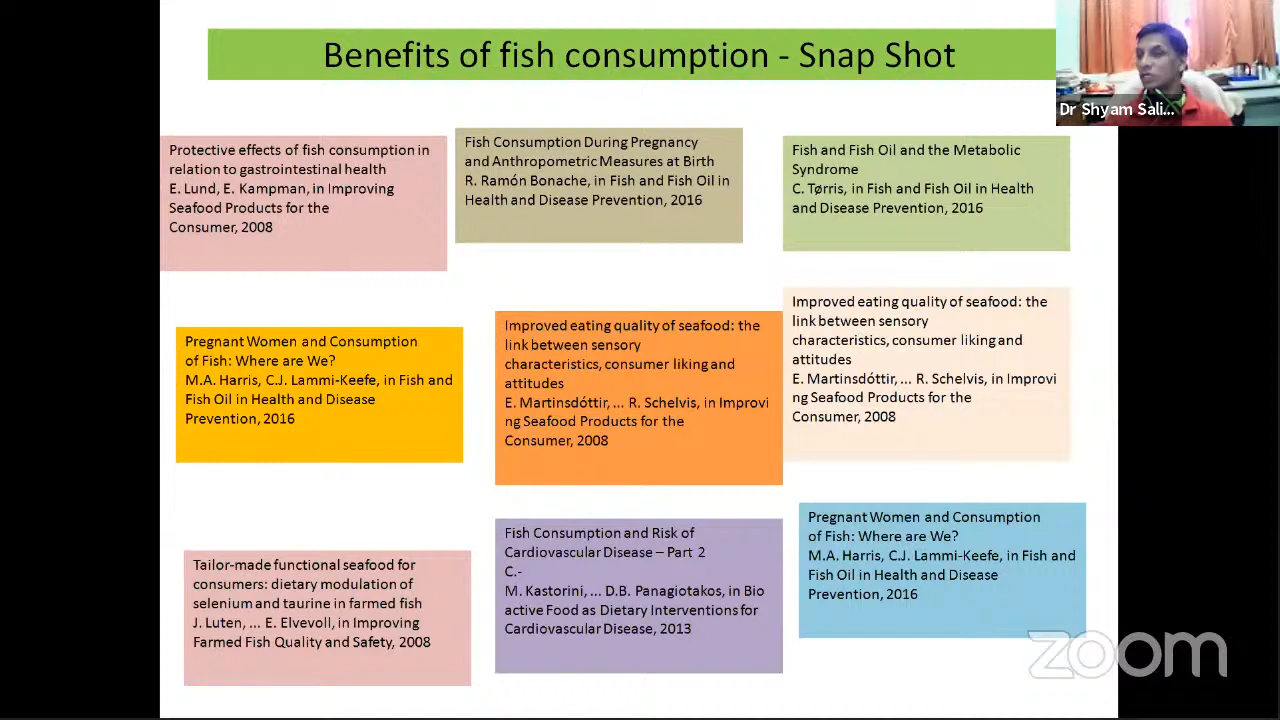 Benefits of fish consumption - Snap Shot
Dr Shyam Sali...
Protective effects of fish consumption in
relation to gastrointestinal health
E. Lund, E. Kampman, in Improving
Seafood Products for the
Consumer, 2008
Fish Consumption During Pregnancy
and Anthropometric Measures at Birth
R. Ramón Bonache, in Fish and Fish Oil in
Health and Disease Prevention, 2016
Fish and Fish Oil and the Metabolic
Syndrome
C. Tørris, in Fish and Fish Oil in Health
and Disease Prevention, 2016
Pregnant Women and Consumption
of Fish: Where are We?
M.A. Harris, C.J. Lammi-Keefe, in Fish and
Fish Oil in Health and Disease
Prevention, 2016
Improved eating quality of seafood: the
link between sensory
characteristics, consumer liking and
attitudes
E. Martinsdóttir, ... R. Schelvis, in Improvi
ng Seafood Products for the
Consumer, 2008
Improved eating quality of seafood: the
link between sensory
characteristics, consumer liking and
attitudes
E. Martinsdóttir, ... R. Schelvis, in Improvi
ng Seafood Products for the
Consumer, 2008
Tailor-made functional seafood for
consumers: dietary modulation of
selenium and taurine in farmed fish
J. Luten, ... E. Elvevoll, in Improving
Farmed Fish Quality and Safety, 2008
Fish Consumption and Risk of
Cardiovascular Disease – Part 2
C.-
M. Kastorini, ... D.B. Panagiotakos, in Bio
active Food as Dietary Interventions for
Cardiovascular Disease, 2013
Pregnant Women and Consumption
of Fish: Where are We?
M.A. Harris, C.J. Lammi-Keefe, in Fish and
Fish Oil in Health and Disease
Prevention, 2016
zoom